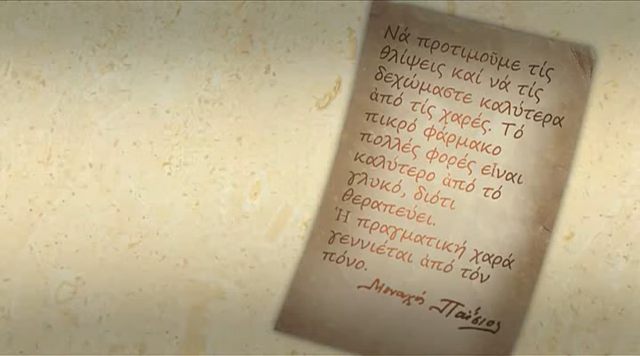 Νά προτιμοῦμε τίς
θλίψεις καί νά τίς
δεχώμαστε καλύτερα
ἀπό τίς χαρές. Τό
πικρό φάρμακο
πολλές φορές εἶναι
καλύτερο ἀπό τό
γλυκό, διότι
θεραπεύει.
Ἡ πραγματική χαρά
γεννιέται ἀπό τόν
πόνο.
Μοναχός Παΐσιος